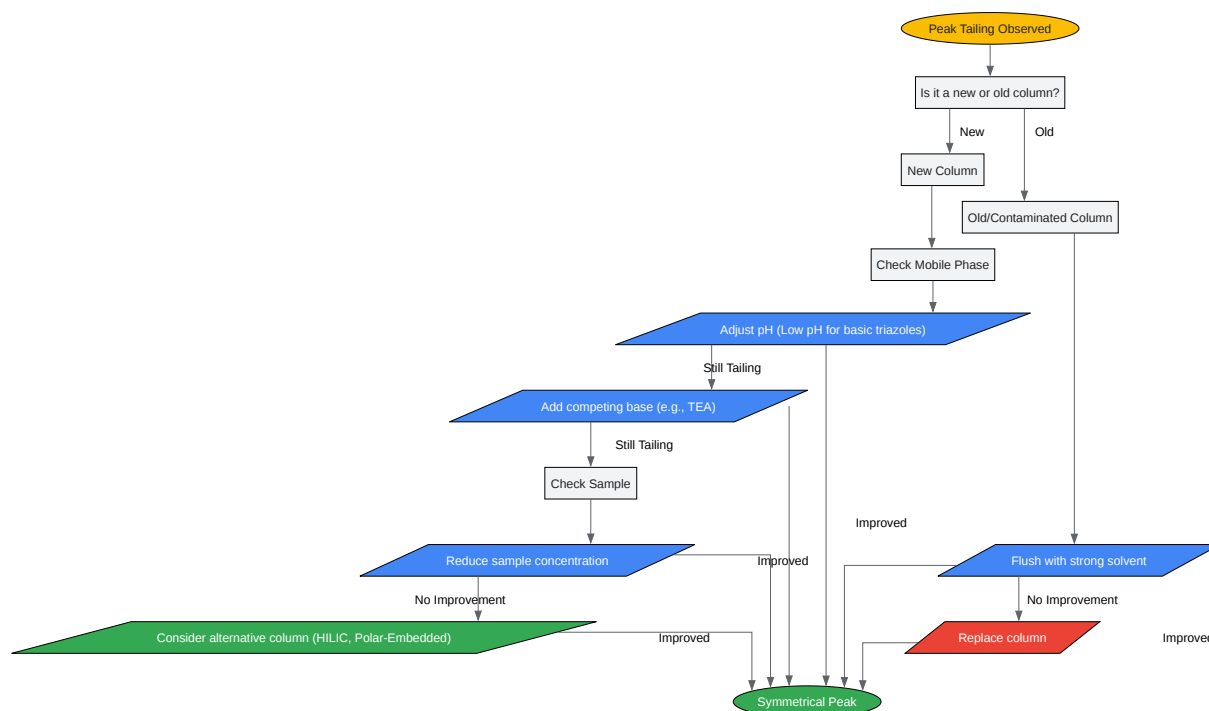 Peak Tailing Observed
Is it a new or old column?
New
Old
New Column
Old/Contaminated Column
Check Mobile Phase
Adjust pH (Low pH for basic triazoles)
Still Tailing
Add competing base (e.g., TEA)
Still Tailing
Check Sample
Improved
Reduce sample concentration
Improved
Flush with strong solvent
No Improvement
No Improvement
Consider alternative column (HILIC, Polar-Embedded)
Improved
Replace column
Improved
Symmetrical Peak